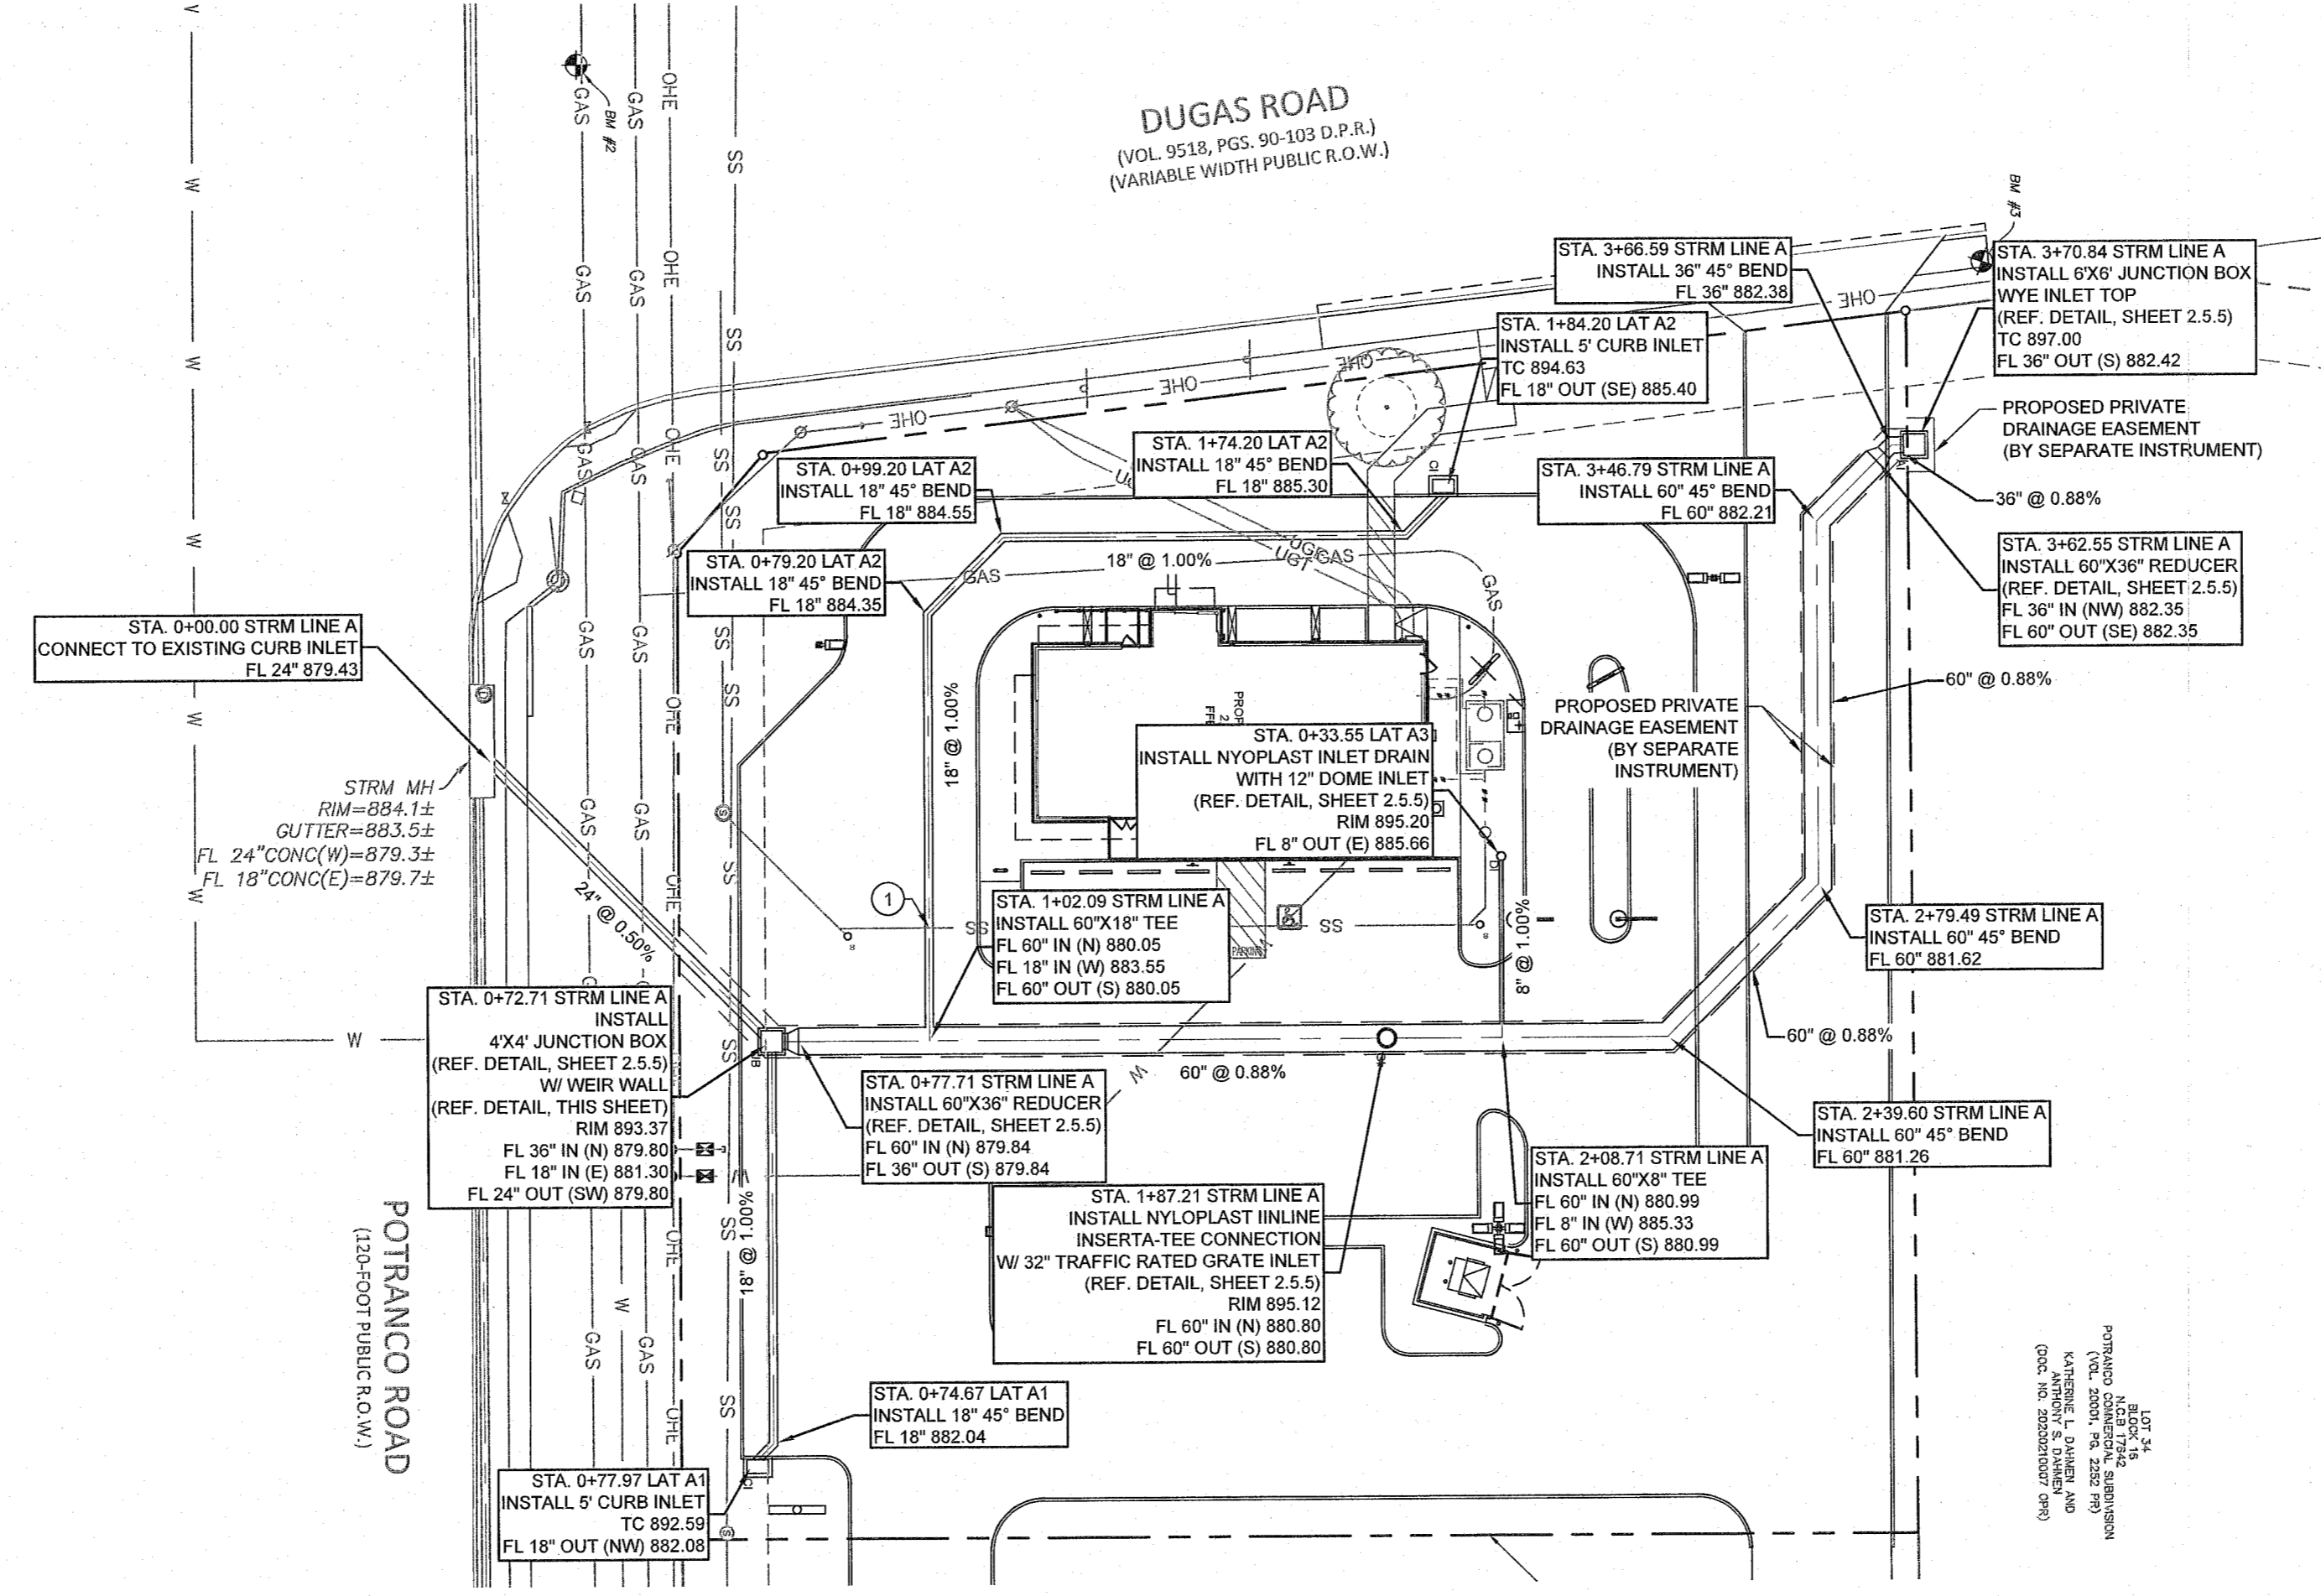 DUGAS ROAD
(VOL. 9518, PGS. 90-103 D.P.R.)
(VARIABLE WIDTH PUBLIC R.O.W.)
BM #2
BM #3
STA. 3+66.59 STRM LINE A
INSTALL 36" 45° BEND
FL 36" 882.38
STA. 3+70.84 STRM LINE A
INSTALL 6'X6' JUNCTION BOX
WYE INLET TOP
(REF. DETAIL, SHEET 2.5.5)
TC 897.00
FL 36" OUT (S) 882.42
STA. 1+84.20 LAT A2
INSTALL 5' CURB INLET
TC 894.63
FL 18" OUT (SE) 885.40
PROPOSED PRIVATE
DRAINAGE EASEMENT
(BY SEPARATE INSTRUMENT)
STA. 1+74.20 LAT A2
INSTALL 18" 45° BEND
FL 18" 885.30
STA. 0+99.20 LAT A2
INSTALL 18" 45° BEND
FL 18" 884.55
STA. 3+46.79 STRM LINE A
INSTALL 60" 45° BEND
FL 60" 882.21
36" @ 0.88%
STA. 3+62.55 STRM LINE A
INSTALL 60"X36" REDUCER
(REF. DETAIL, SHEET 2.5.5)
FL 36" IN (NW) 882.35
FL 60" OUT (SE) 882.35
STA. 0+79.20 LAT A2
INSTALL 18" 45° BEND
FL 18" 884.35
18" @ 1.00%
STA. 0+00.00 STRM LINE A
CONNECT TO EXISTING CURB INLET
FL 24" 879.43
60" @ 0.88%
18" @ 1.00%
PROPOSED PRIVATE
DRAINAGE EASEMENT
(BY SEPARATE
INSTRUMENT)
STA. 0+33.55 LAT A3
INSTALL NYOPLAST INLET DRAIN
WITH 12" DOME INLET
(REF. DETAIL, SHEET 2.5.5)
RIM 895.20
FL 8" OUT (E) 885.66
STRM MH
RIM=884.1±
GUTTER=883.5±
FL 24"CONC(W)=879.3±
FL 18"CONC(E)=879.7±
24" @ 0.50%
1
STA. 1+02.09 STRM LINE A
INSTALL 60"X18" TEE
FL 60" IN (N) 880.05
FL 18" IN (W) 883.55
FL 60" OUT (S) 880.05
PARKING
8" @ 1.00%
STA. 2+79.49 STRM LINE A
INSTALL 60" 45° BEND
FL 60" 881.62
STA. 0+72.71 STRM LINE A
INSTALL
4'X4' JUNCTION BOX
(REF. DETAIL, SHEET 2.5.5)
W/ WEIR WALL
(REF. DETAIL, THIS SHEET)
RIM 893.37
FL 36" IN (N) 879.80
FL 18" IN (E) 881.30
FL 24" OUT (SW) 879.80
60" @ 0.88%
60" @ 0.88%
STA. 0+77.71 STRM LINE A
INSTALL 60"X36" REDUCER
(REF. DETAIL, SHEET 2.5.5)
FL 60" IN (N) 879.84
FL 36" OUT (S) 879.84
STA. 2+39.60 STRM LINE A
INSTALL 60" 45° BEND
FL 60" 881.26
STA. 2+08.71 STRM LINE A
INSTALL 60"X8" TEE
FL 60" IN (N) 880.99
FL 8" IN (W) 885.33
FL 60" OUT (S) 880.99
STA. 1+87.21 STRM LINE A
INSTALL NYLOPLAST IINLINE
INSERTA-TEE CONNECTION
W/ 32" TRAFFIC RATED GRATE INLET
(REF. DETAIL, SHEET 2.5.5)
RIM 895.12
FL 60" IN (N) 880.80
FL 60" OUT (S) 880.80
18" @ 1.00%
POTRANCO ROAD
(120-FOOT PUBLIC R.O.W.)
STA. 0+74.67 LAT A1
INSTALL 18" 45° BEND
FL 18" 882.04
STA. 0+77.97 LAT A1
INSTALL 5' CURB INLET
TC 892.59
FL 18" OUT (NW) 882.08
LOT 34
BLOCK 16
N.C.B 17642
POTRANCO COMMERCIAL SUBDIVISION
(VOL. 20001, PG. 2252 PR)
KATHERINE L. DAHMEN AND
ANTHONY S. DAHMEN
(DOC. NO. 20200210007 OPR)
GAS
GAS
OHE
SS
W